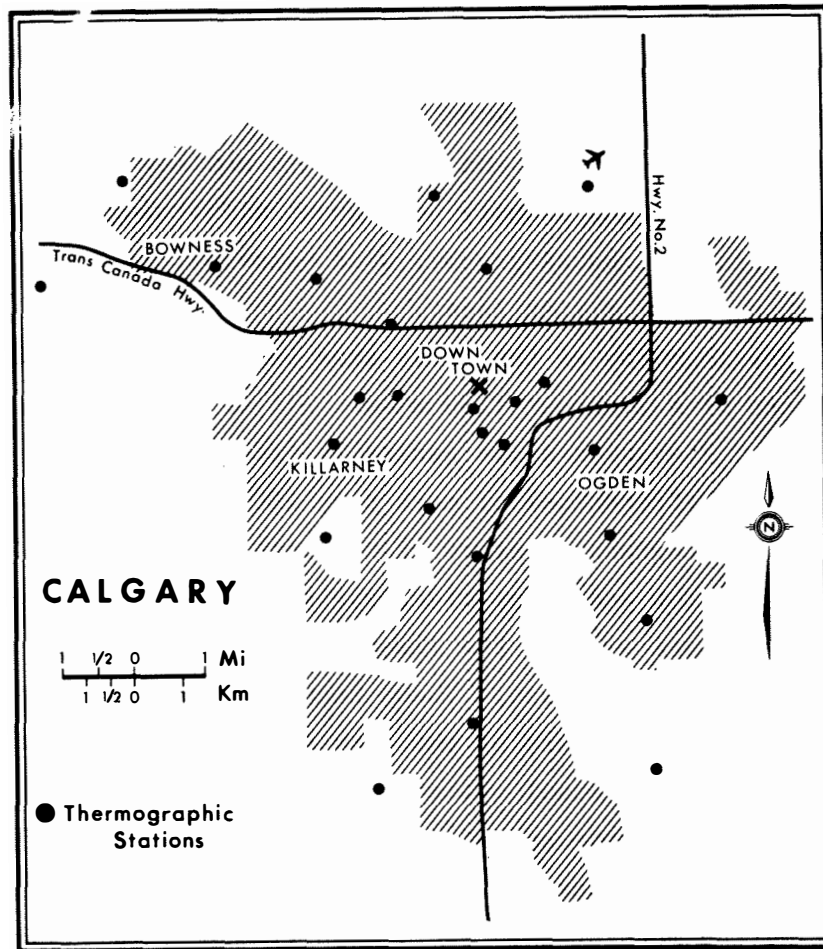 Hwy. No.2
BOWNESS
Trans Canada Hwy.
DOWN
TOWN
KILLARNEY
OGDEN
N
CALGARY
1 1/2 0 1 Mi
1 1/2 0 1 Km
Thermographic
Stations